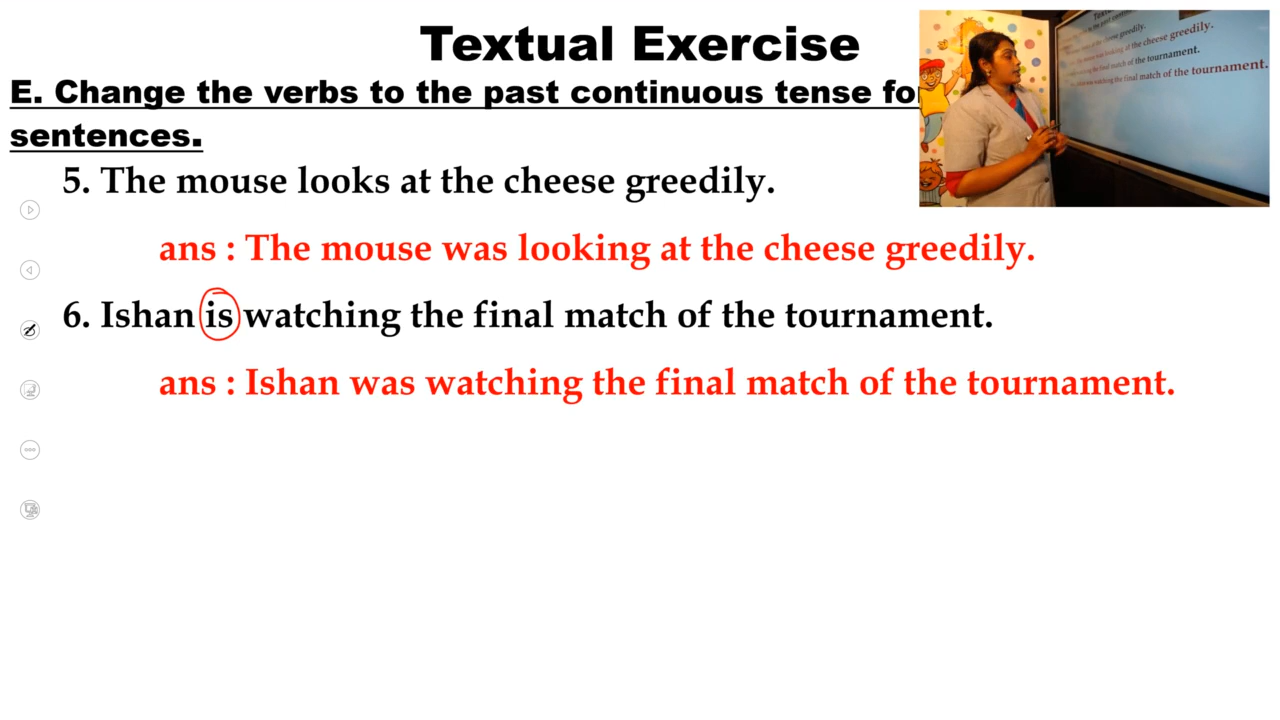 Textual Exercise
E. Change the verbs to the past continuous tense
sentences.
5. The mouse looks at the cheese greedily.
ans : The mouse was looking at the cheese greedily.
6. Ishan is watching the final match of the tournament.
ans : Ishan was watching the final match of the tournament.